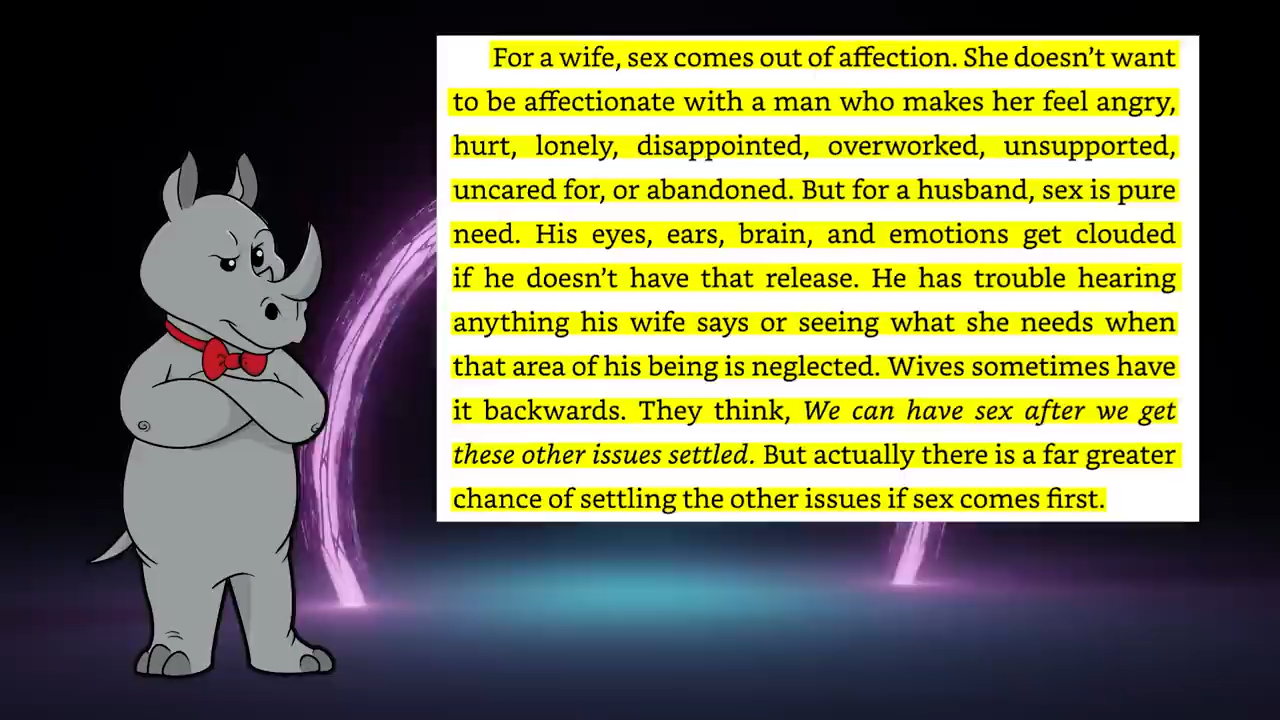 For a wife, sex comes out of affection. She doesn’t want
to be affectionate with a man who makes her feel angry,
hurt, lonely, disappointed, overworked, unsupported,
uncared for, or abandoned. But for a husband, sex is pure
need. His eyes, ears, brain, and emotions get clouded
if he doesn’t have that release. He has trouble hearing
anything his wife says or seeing what she needs when
that area of his being is neglected. Wives sometimes have
it backwards. They think, We can have sex after we get
these other issues settled. But actually there is a far greater
chance of settling the other issues if sex comes first.